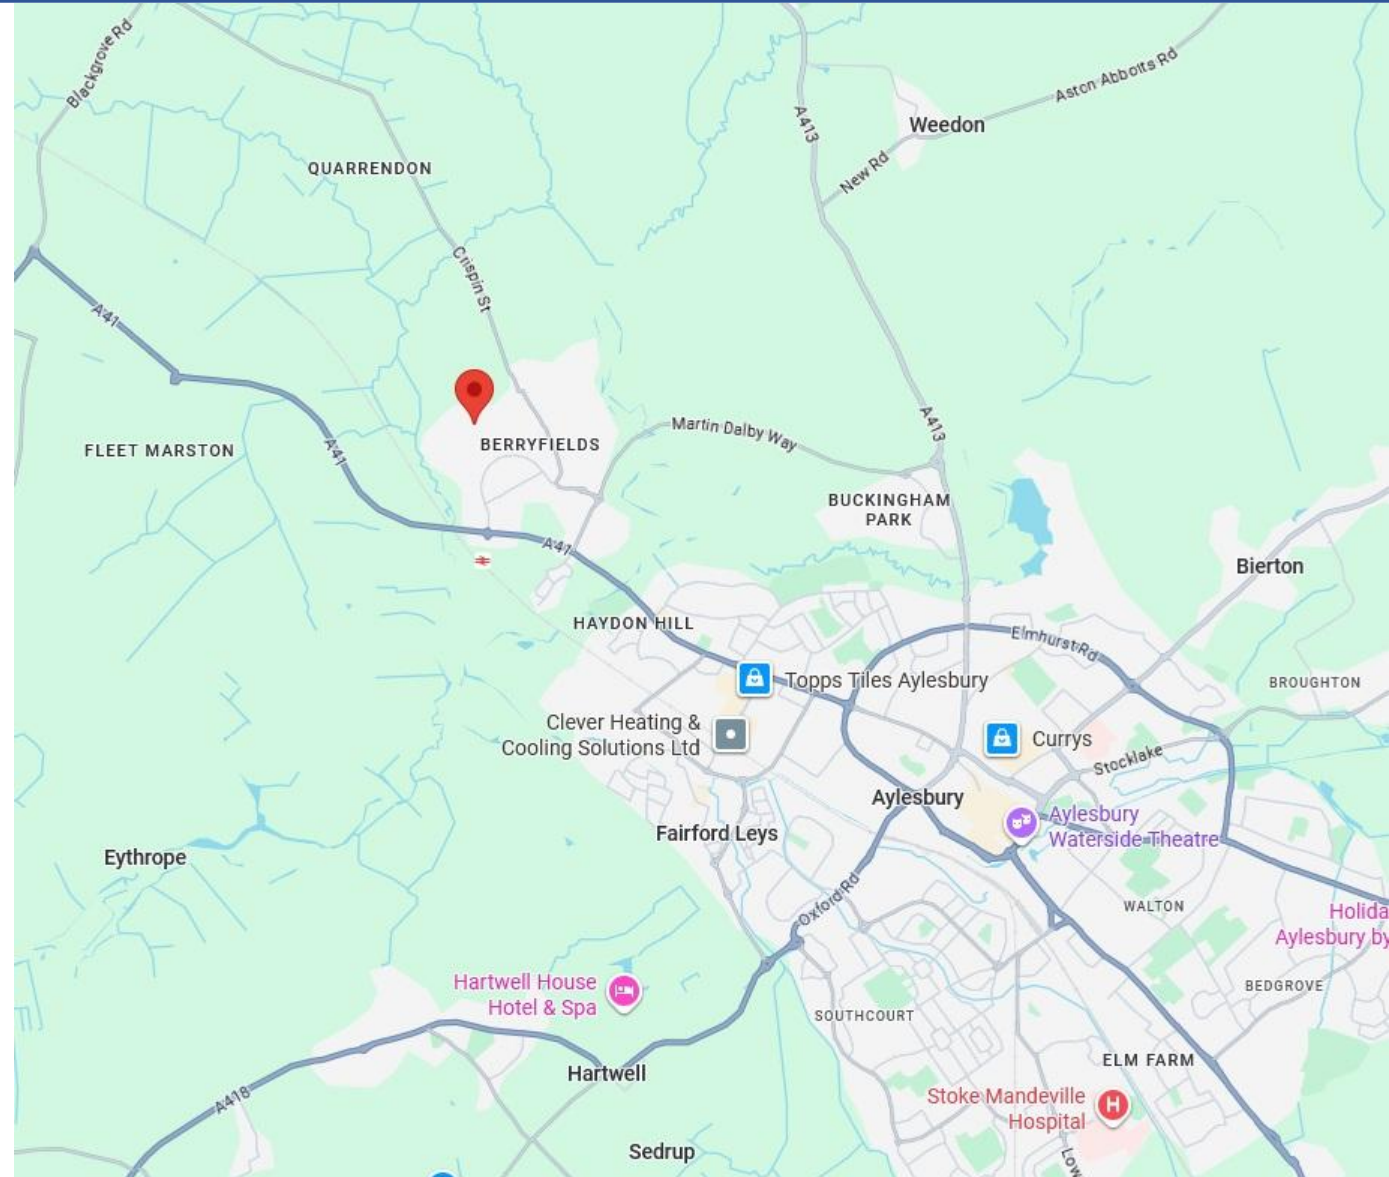 Blackgrove Rd
Aston Abbotts Rd
A413
Weedon
New Rd
QUARRENDON
Crispin St
A41
BERRYFIELDS
FLEET MARSTON
A41
Martin Dalby Way
A413
BUCKINGHAM
PARK
A41
Bierton
HAYDON HILL
Elmhurst Rd
Topps Tiles Aylesbury
BROUGHTON
Clever Heating &
Cooling Solutions Ltd
Currys
Stocklake
Aylesbury
Aylesbury
Waterside Theatre
Fairford Leys
Eythrope
Oxford Rd
WALTON
Holida
Aylesbury by
Hartwell House
Hotel & Spa
BEDGROVE
SOUTHCOURT
ELM FARM
Hartwell
A418
Stoke Mandeville
Hospital
H
Sedrup
Low